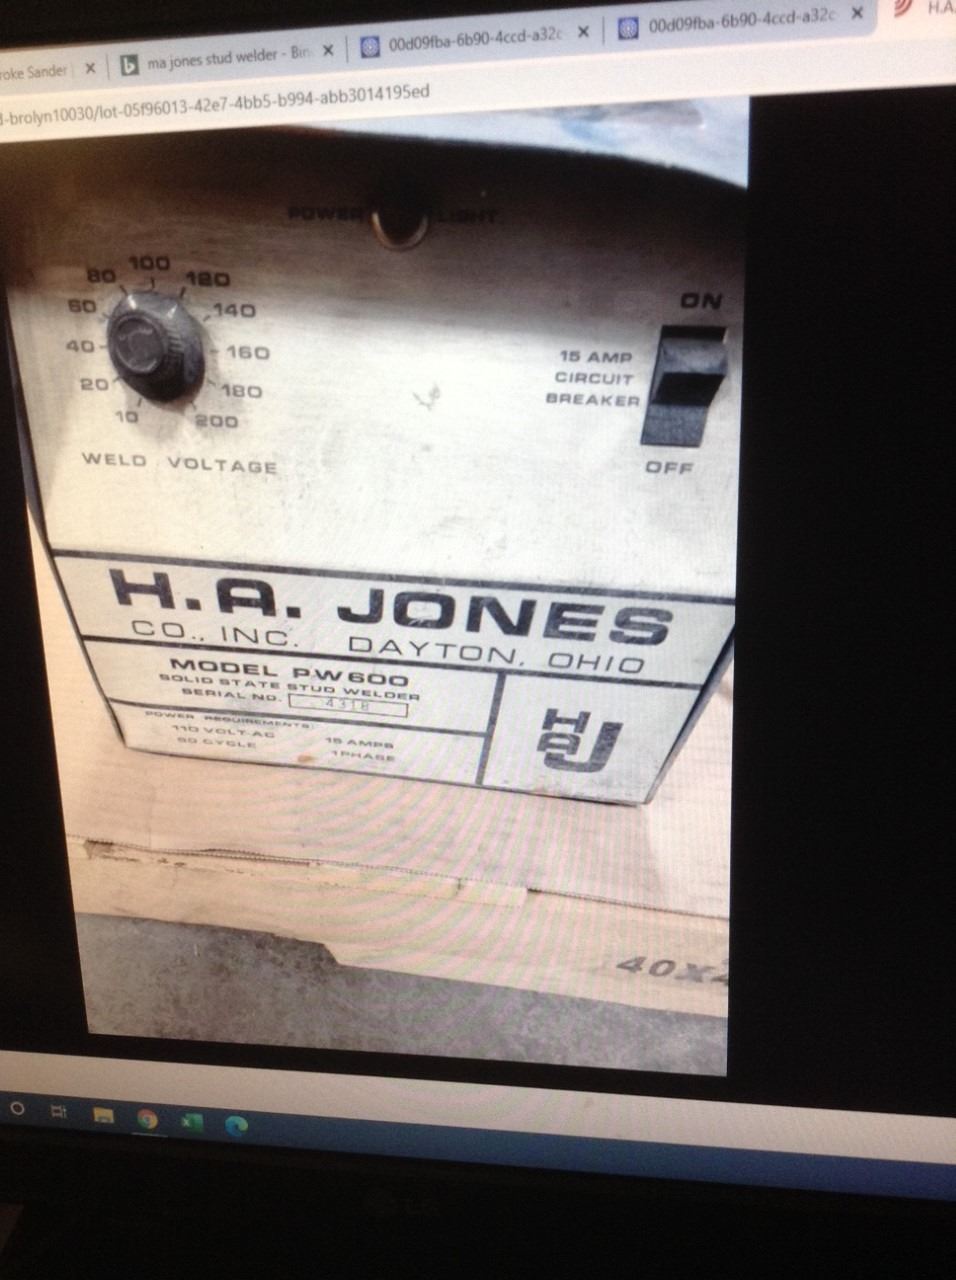 roke Sander
ma jones stud welder - Bin
00d09fba-6b90-4ccd-a32c
00d09fba-6b90-4ccd-a32c
H.A.
-brolyn10030/lot-05f96013-42e7-4bb5-b994-abb3014195ed
POWER LIGHT
10 20 40 60 80 100 120 140 160 180 200
WELD VOLTAGE
ON
15 AMP
CIRCUIT
BREAKER
OFF
H.A. JONES
CO., INC. DAYTON, OHIO
MODEL PW600
SOLID STATE STUD WELDER
SERIAL NO. 4318
POWER REQUIREMENTS:
110 VOLT-AC 15 AMPS
60 CYCLE 1 PHASE
HAJ
LG